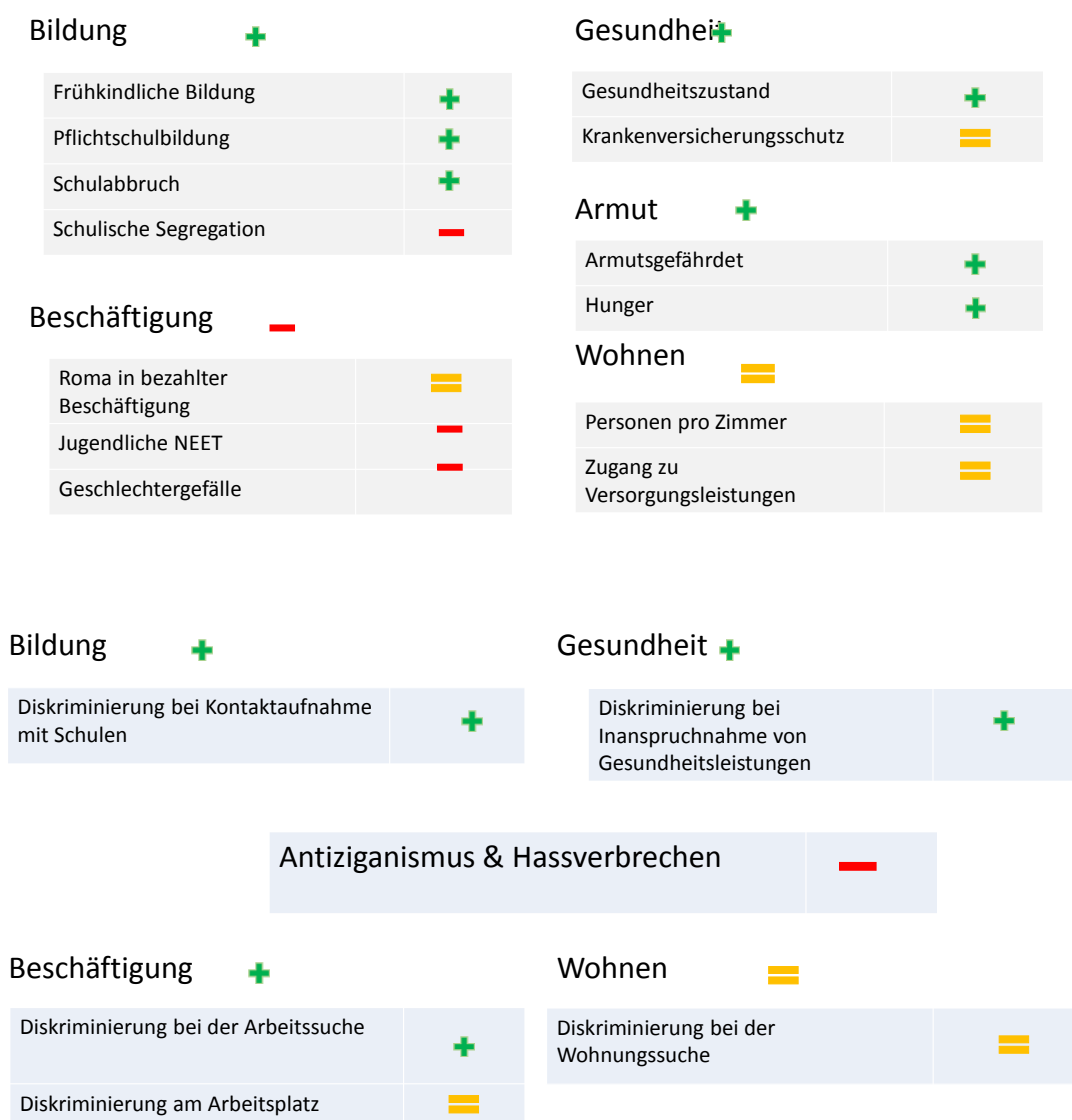 Bildung
Frühkindliche Bildung
Pflichtschulbildung
Schulabbruch
Schulische Segregation
Beschäftigung
Roma in bezahlter
Beschäftigung
Jugendliche NEET
Geschlechtergefälle
Gesundheit
Gesundheitszustand
Krankenversicherungsschutz
Armut
Armutsgefährdet
Hunger
Wohnen
Personen pro Zimmer
Zugang zu
Versorgungsleistungen
Bildung
Diskriminierung bei Kontaktaufnahme
mit Schulen
Gesundheit
Diskriminierung bei
Inanspruchnahme von
Gesundheitsleistungen
Antiziganismus & Hassverbrechen
Beschäftigung
Diskriminierung bei der Arbeitssuche
Diskriminierung am Arbeitsplatz
Wohnen
Diskriminierung bei der
Wohnungssuche